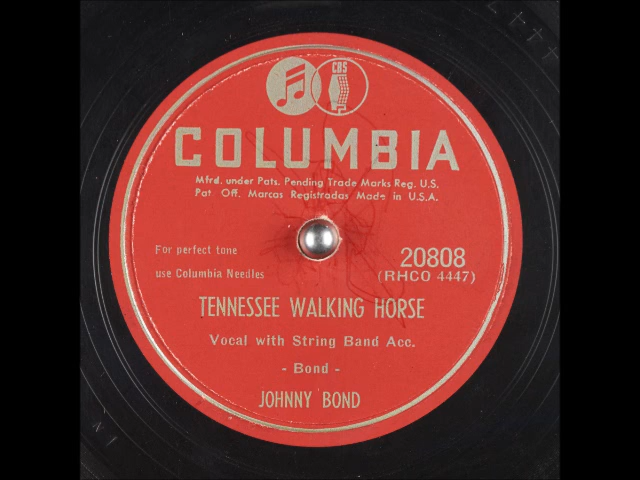 CBS
COLUMBIA
Mfrd. under Pats. Pending Trade Marks Reg. U.S.
Pat. Off. Marcas Registradas Made in U.S.A.
For perfect tone
use Columbia Needles
20808
(RHCO 4447)
TENNESSEE WALKING HORSE
Vocal with String Band Acc.
- Bond -
JOHNNY BOND